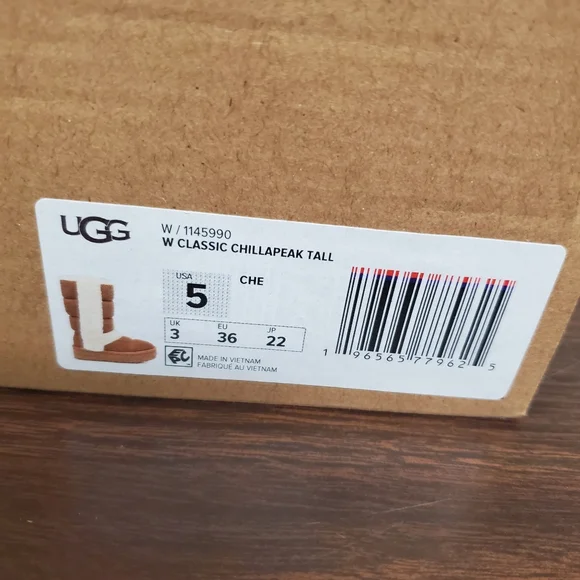 UGG
W / 1145990
W CLASSIC CHILLAPEAK TALL
USA
5
CHE
UK EU JP
3 36 22
MADE IN VIETNAM
FABRIQUÉ AU VIETNAM
1 96565 77962 5